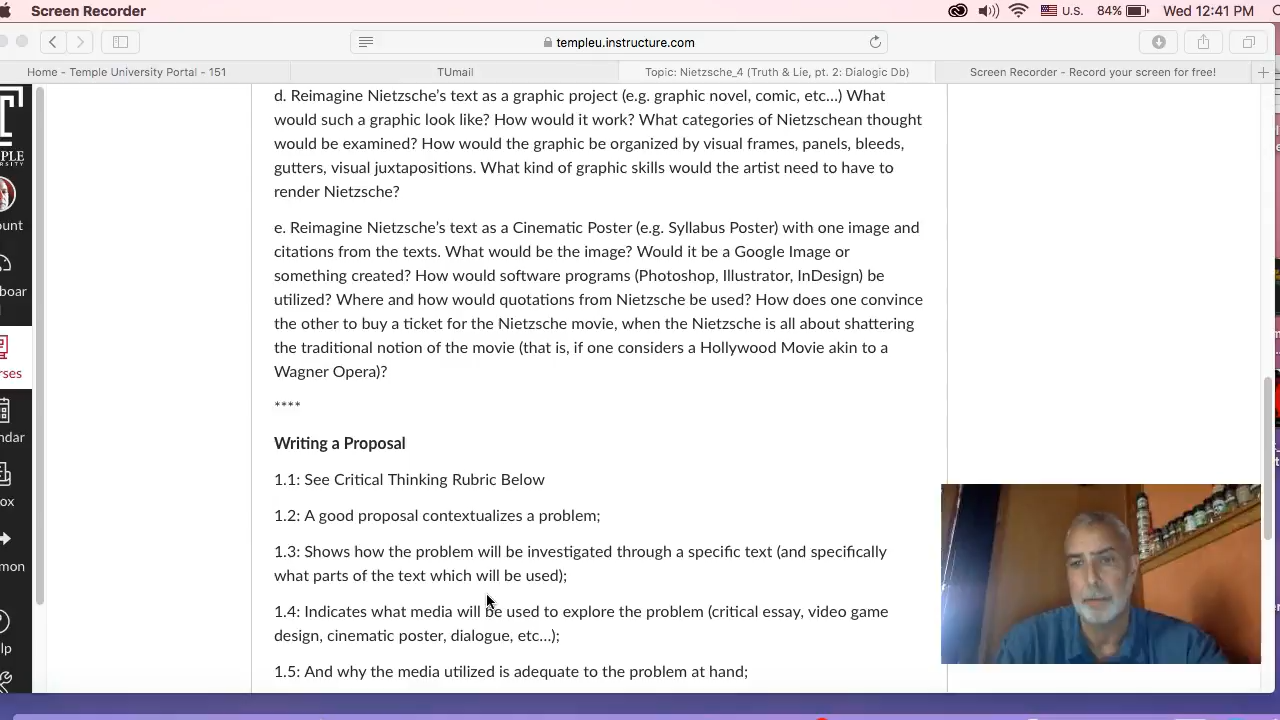 Screen Recorder
U.S.
84%
Wed 12:41 PM
templeu.instructure.com
Home - Temple University Portal - 151
TUmail
Topic: Nietzsche_4 (Truth & Lie, pt. 2: Dialogic Db)
Screen Recorder - Record your screen for free!
d. Reimagine Nietzsche's text as a graphic project (e.g. graphic novel, comic, etc...) What
would such a graphic look like? How would it work? What categories of Nietzschean thought
would be examined? How would the graphic be organized by visual frames, panels, bleeds,
gutters, visual juxtapositions. What kind of graphic skills would the artist need to have to
render Nietzsche?
e. Reimagine Nietzsche's text as a Cinematic Poster (e.g. Syllabus Poster) with one image and
citations from the texts. What would be the image? Would it be a Google Image or
something created? How would software programs (Photoshop, Illustrator, InDesign) be
utilized? Where and how would quotations from Nietzsche be used? How does one convince
the other to buy a ticket for the Nietzsche movie, when the Nietzsche is all about shattering
the traditional notion of the movie (that is, if one considers a Hollywood Movie akin to a
Wagner Opera)?
****
Writing a Proposal
1.1: See Critical Thinking Rubric Below
1.2: A good proposal contextualizes a problem;
1.3: Shows how the problem will be investigated through a specific text (and specifically
what parts of the text which will be used);
1.4: Indicates what media will be used to explore the problem (critical essay, video game
design, cinematic poster, dialogue, etc...);
1.5: And why the media utilized is adequate to the problem at hand;
PLE
RSITY
ount
boar
rses
ndar
ox
mon
lp